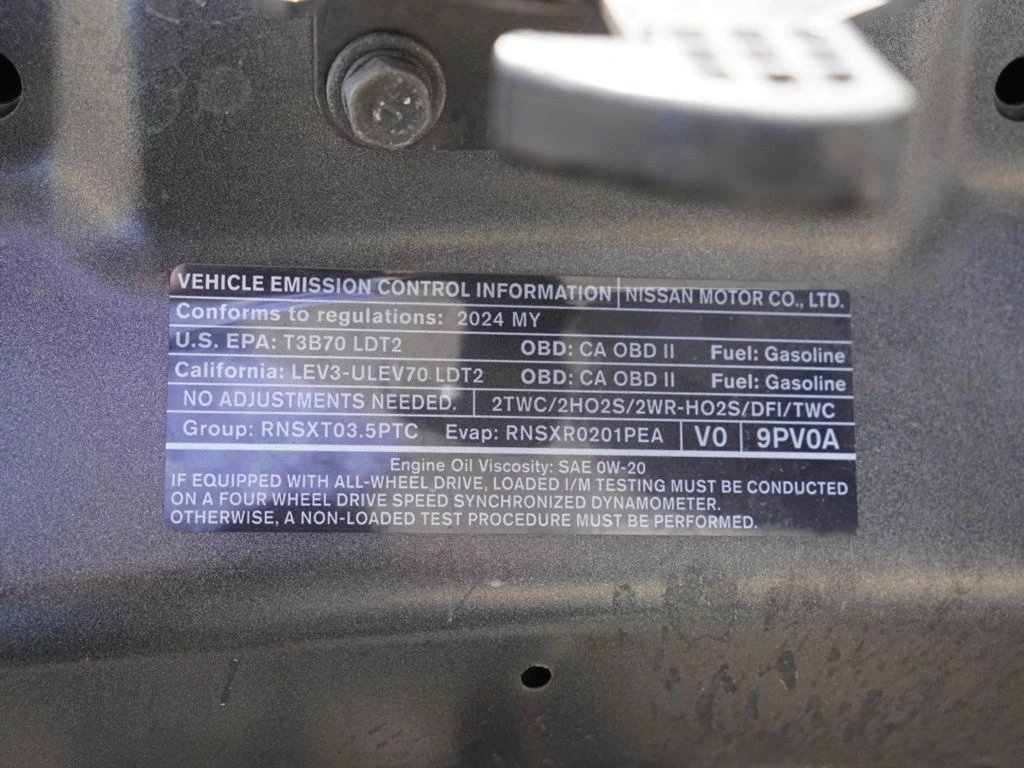 VEHICLE EMISSION CONTROL INFORMATION NISSAN MOTOR CO., LTD.
Conforms to regulations: 2024 MY
U.S. EPA: T3B70 LDT2 OBD: CA OBD II Fuel: Gasoline
California: LEV3-ULEV70 LDT2 OBD: CA OBD II Fuel: Gasoline
NO ADJUSTMENTS NEEDED. 2TWC/2HO2S/2WR-HO2S/DFI/TWC
Group: RNSXT03.5PTC Evap: RNSXR0201PEA V0 9PV0A
Engine Oil Viscosity: SAE 0W-20
IF EQUIPPED WITH ALL-WHEEL DRIVE, LOADED I/M TESTING MUST BE CONDUCTED
ON A FOUR WHEEL DRIVE SPEED SYNCHRONIZED DYNAMOMETER.
OTHERWISE, A NON-LOADED TEST PROCEDURE MUST BE PERFORMED.